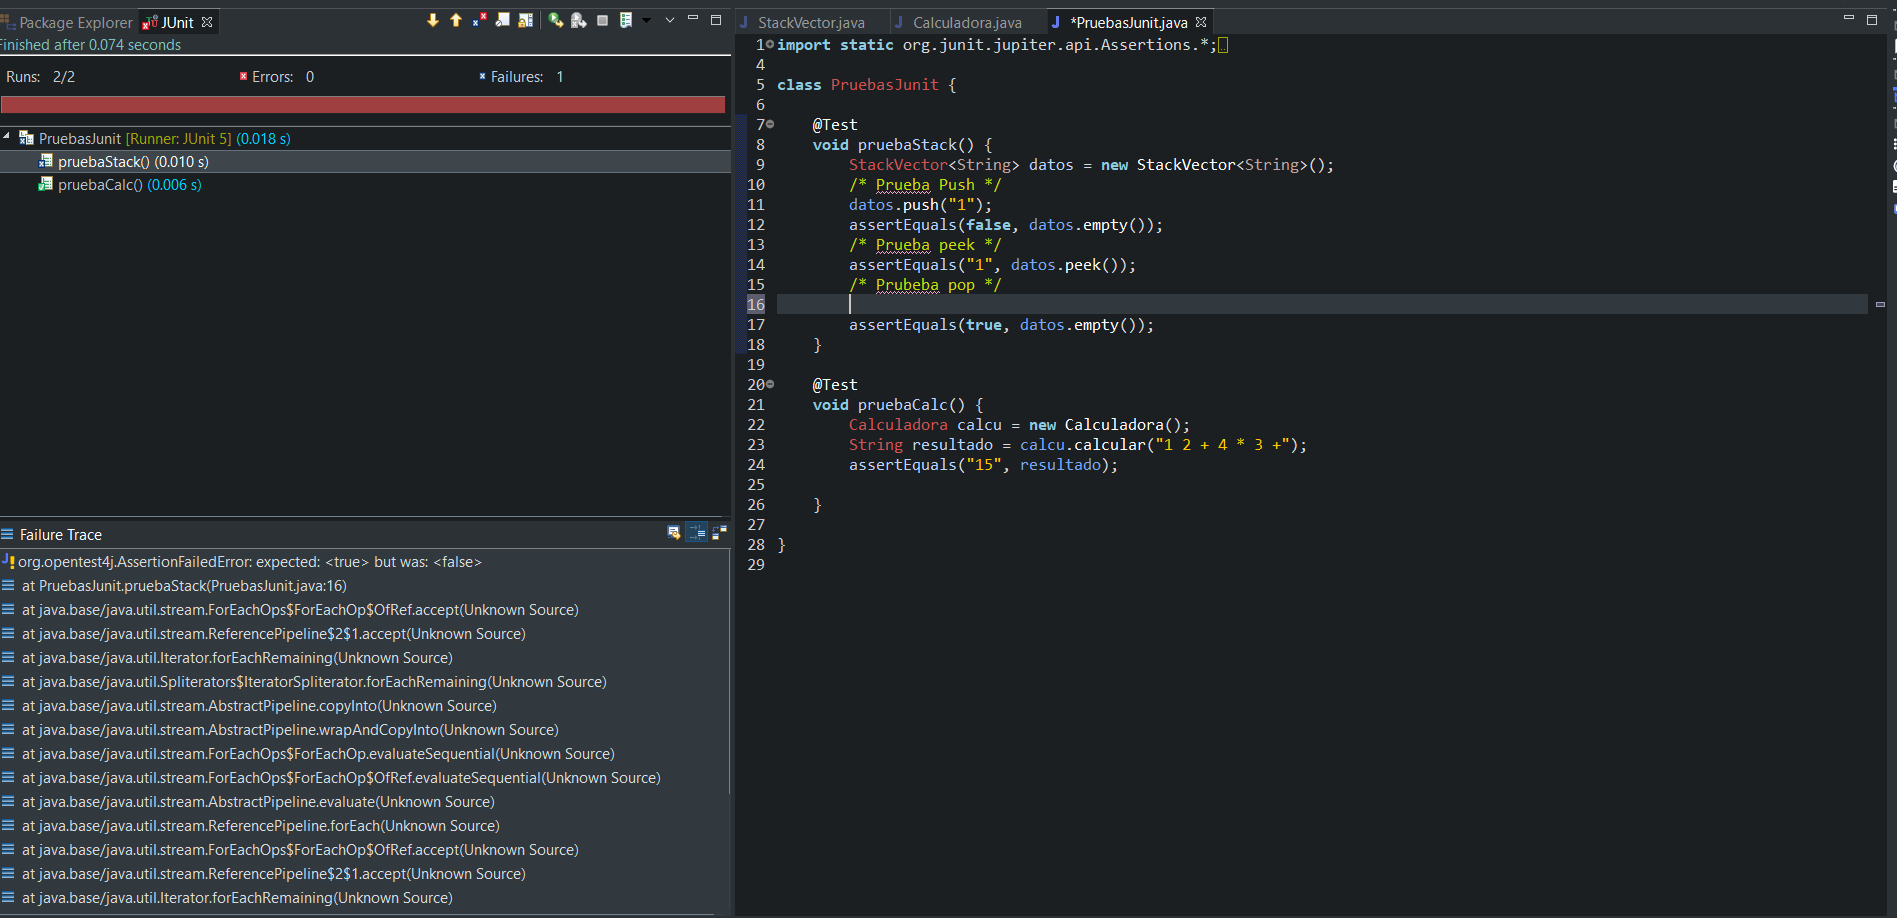 Package Explorer JUnit
Finished after 0.074 seconds
Runs: 2/2 Errors: 0 Failures: 1
PruebasJunit [Runner: JUnit 5] (0.018 s)
pruebaStack() (0.010 s)
pruebaCalc() (0.006 s)
Failure Trace
org.opentest4j.AssertionFailedError: expected: <true> but was: <false>
at PruebasJunit.pruebaStack(PruebasJunit.java:16)
at java.base/java.util.stream.ForEachOps$ForEachOp$OfRef.accept(Unknown Source)
at java.base/java.util.stream.ReferencePipeline$2$1.accept(Unknown Source)
at java.base/java.util.Iterator.forEachRemaining(Unknown Source)
at java.base/java.util.Spliterators$IteratorSpliterator.forEachRemaining(Unknown Source)
at java.base/java.util.stream.AbstractPipeline.copyInto(Unknown Source)
at java.base/java.util.stream.AbstractPipeline.wrapAndCopyInto(Unknown Source)
at java.base/java.util.stream.ForEachOps$ForEachOp.evaluateSequential(Unknown Source)
at java.base/java.util.stream.ForEachOps$ForEachOp$OfRef.evaluateSequential(Unknown Source)
at java.base/java.util.stream.AbstractPipeline.evaluate(Unknown Source)
at java.base/java.util.stream.ReferencePipeline.forEach(Unknown Source)
at java.base/java.util.stream.ForEachOps$ForEachOp$OfRef.accept(Unknown Source)
at java.base/java.util.stream.ReferencePipeline$2$1.accept(Unknown Source)
at java.base/java.util.Iterator.forEachRemaining(Unknown Source)
StackVector.java Calculadora.java *PruebasJunit.java
1 import static org.junit.jupiter.api.Assertions.*;
4
5 class PruebasJunit {
6
7 @Test
8 void pruebaStack() {
9 StackVector<String> datos = new StackVector<String>();
10 /* Prueba Push */
11 datos.push("1");
12 assertEquals(false, datos.empty());
13 /* Prueba peek */
14 assertEquals("1", datos.peek());
15 /* Prubeba pop */
16
17 assertEquals(true, datos.empty());
18 }
19
20 @Test
21 void pruebaCalc() {
22 Calculadora calcu = new Calculadora();
23 String resultado = calcu.calcular("1 2 + 4 * 3 +");
24 assertEquals("15", resultado);
25
26 }
27
28 }
29